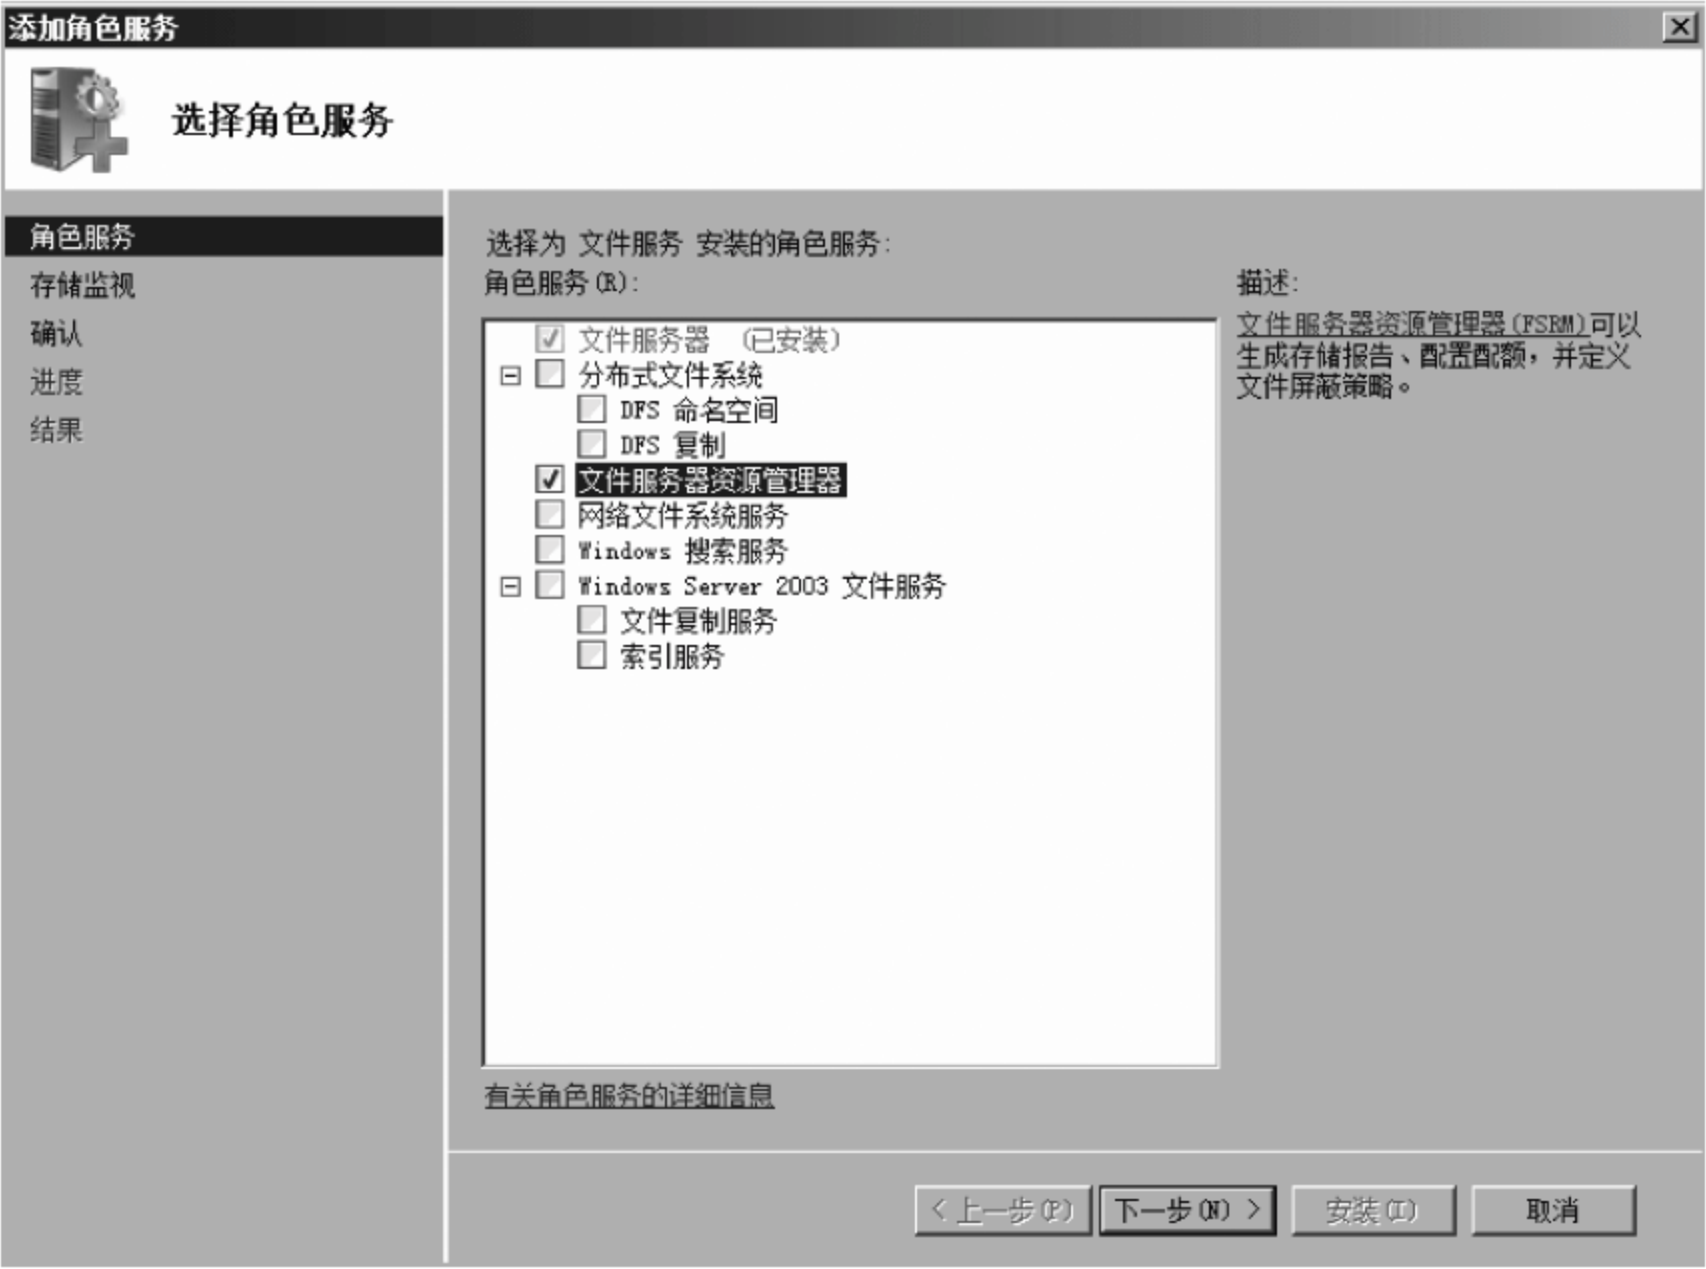 添加角色服务
选择角色服务
角色服务
存储监视
确认
进度
结果
选择为 文件服务 安装的角色服务:
角色服务(R):
文件服务器 (已安装)
分布式文件系统
DFS 命名空间
DFS 复制
文件服务器资源管理器
网络文件系统服务
Windows 搜索服务
Windows Server 2003 文件服务
文件复制服务
索引服务
有关角色服务的详细信息
描述:
文件服务器资源管理器(FSRM)可以
生成存储报告、配置配额，并定义
文件屏蔽策略。
< 上一步(P)
下一步(N) >
安装(I)
取消